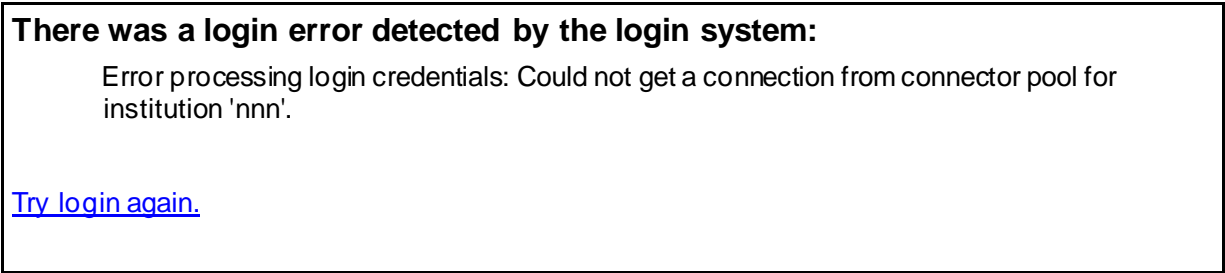 There was a login error detected by the login system:
Error processing login credentials: Could not get a connection from connector pool for
institution 'nnn'.
Try login again.